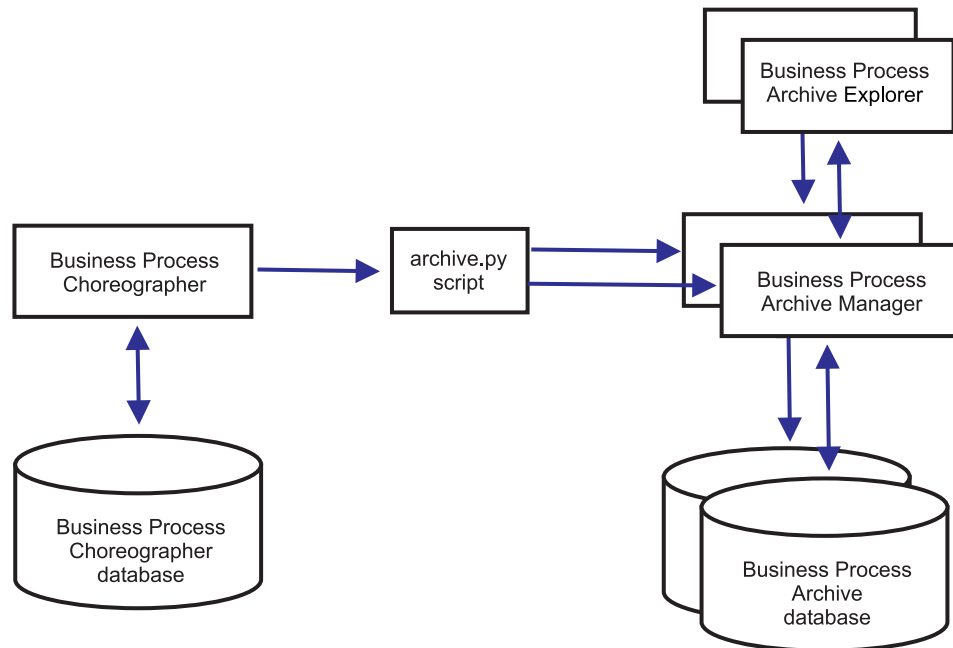 Business Process
Archive Explorer
Business Process
Choreographer
archive.py
script
Business Process
Archive Manager
Business Process
Choreographer
database
Business Process
Archive
database